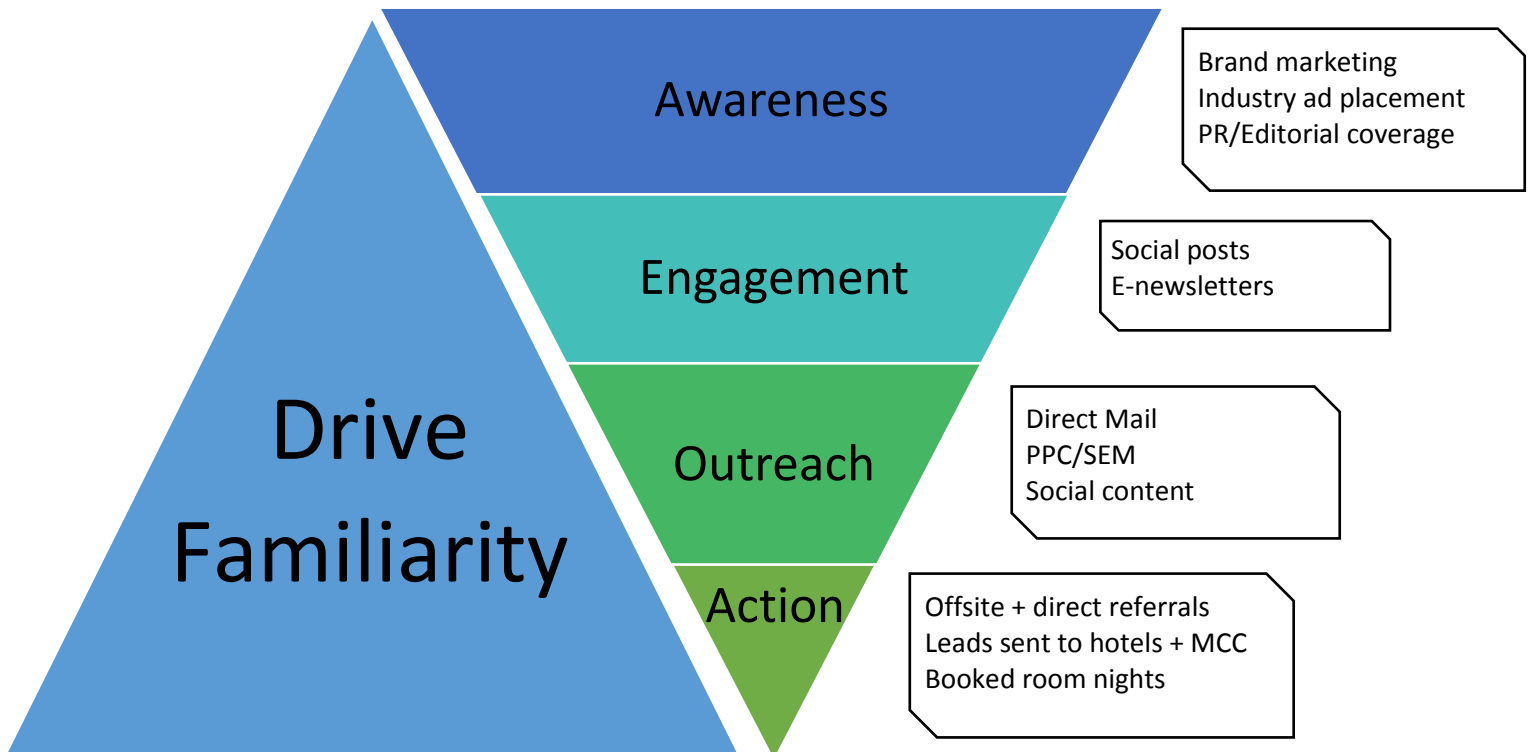 Awareness
Brand marketing
Industry ad placement
PR/Editorial coverage
Engagement
Social posts
E-newsletters
Drive
Familiarity
Outreach
Direct Mail
PPC/SEM
Social content
Action
Offsite + direct referrals
Leads sent to hotels + MCC
Booked room nights